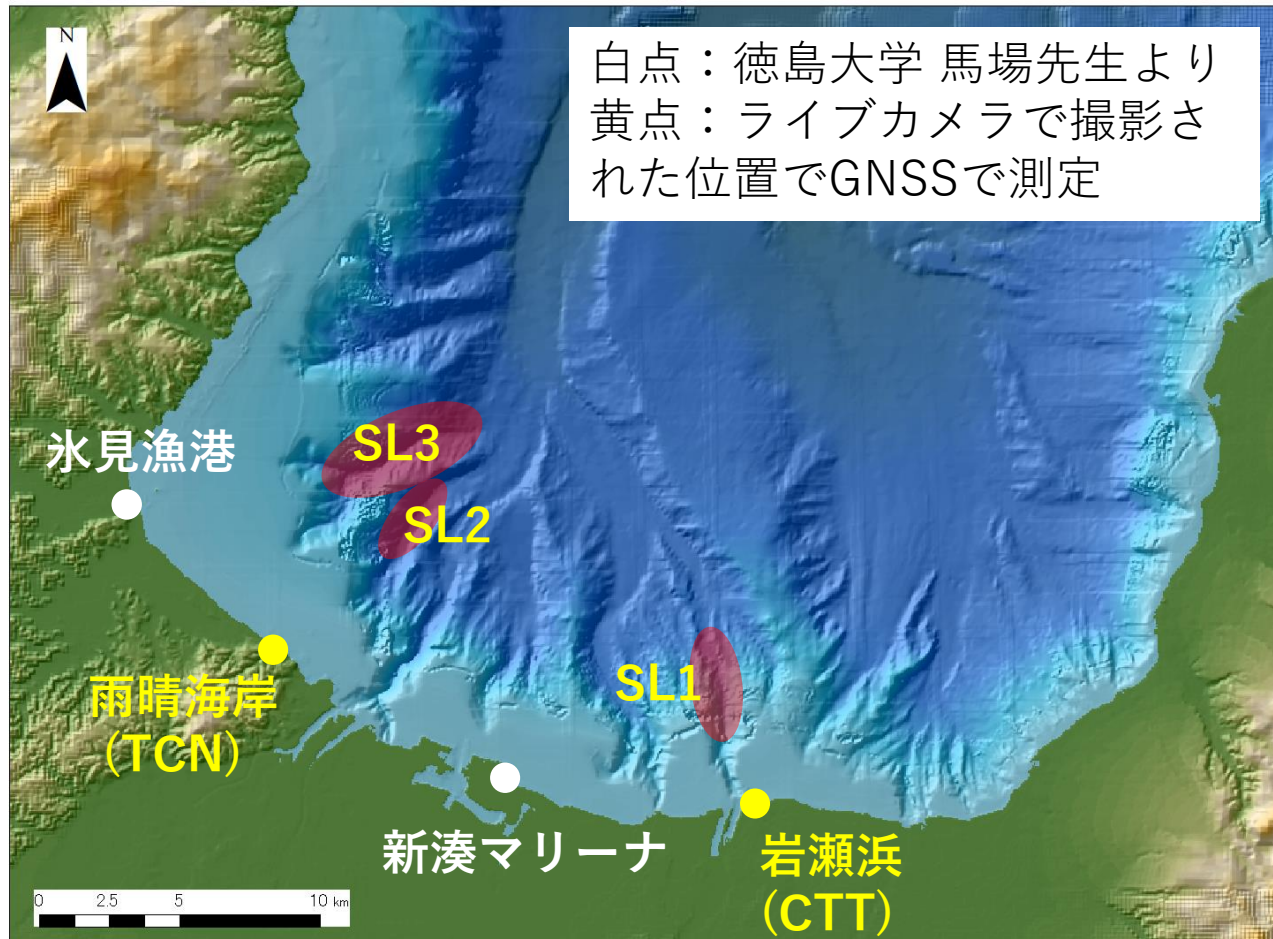 N
白点：徳島大学 馬場先生より
黄点：ライブカメラで撮影さ
れた位置でGNSSで測定
氷見漁港
SL3
SL2
SL1
雨晴海岸
(TCN)
新湊マリーナ
岩瀬浜
(CTT)
0 2.5 5 10 km